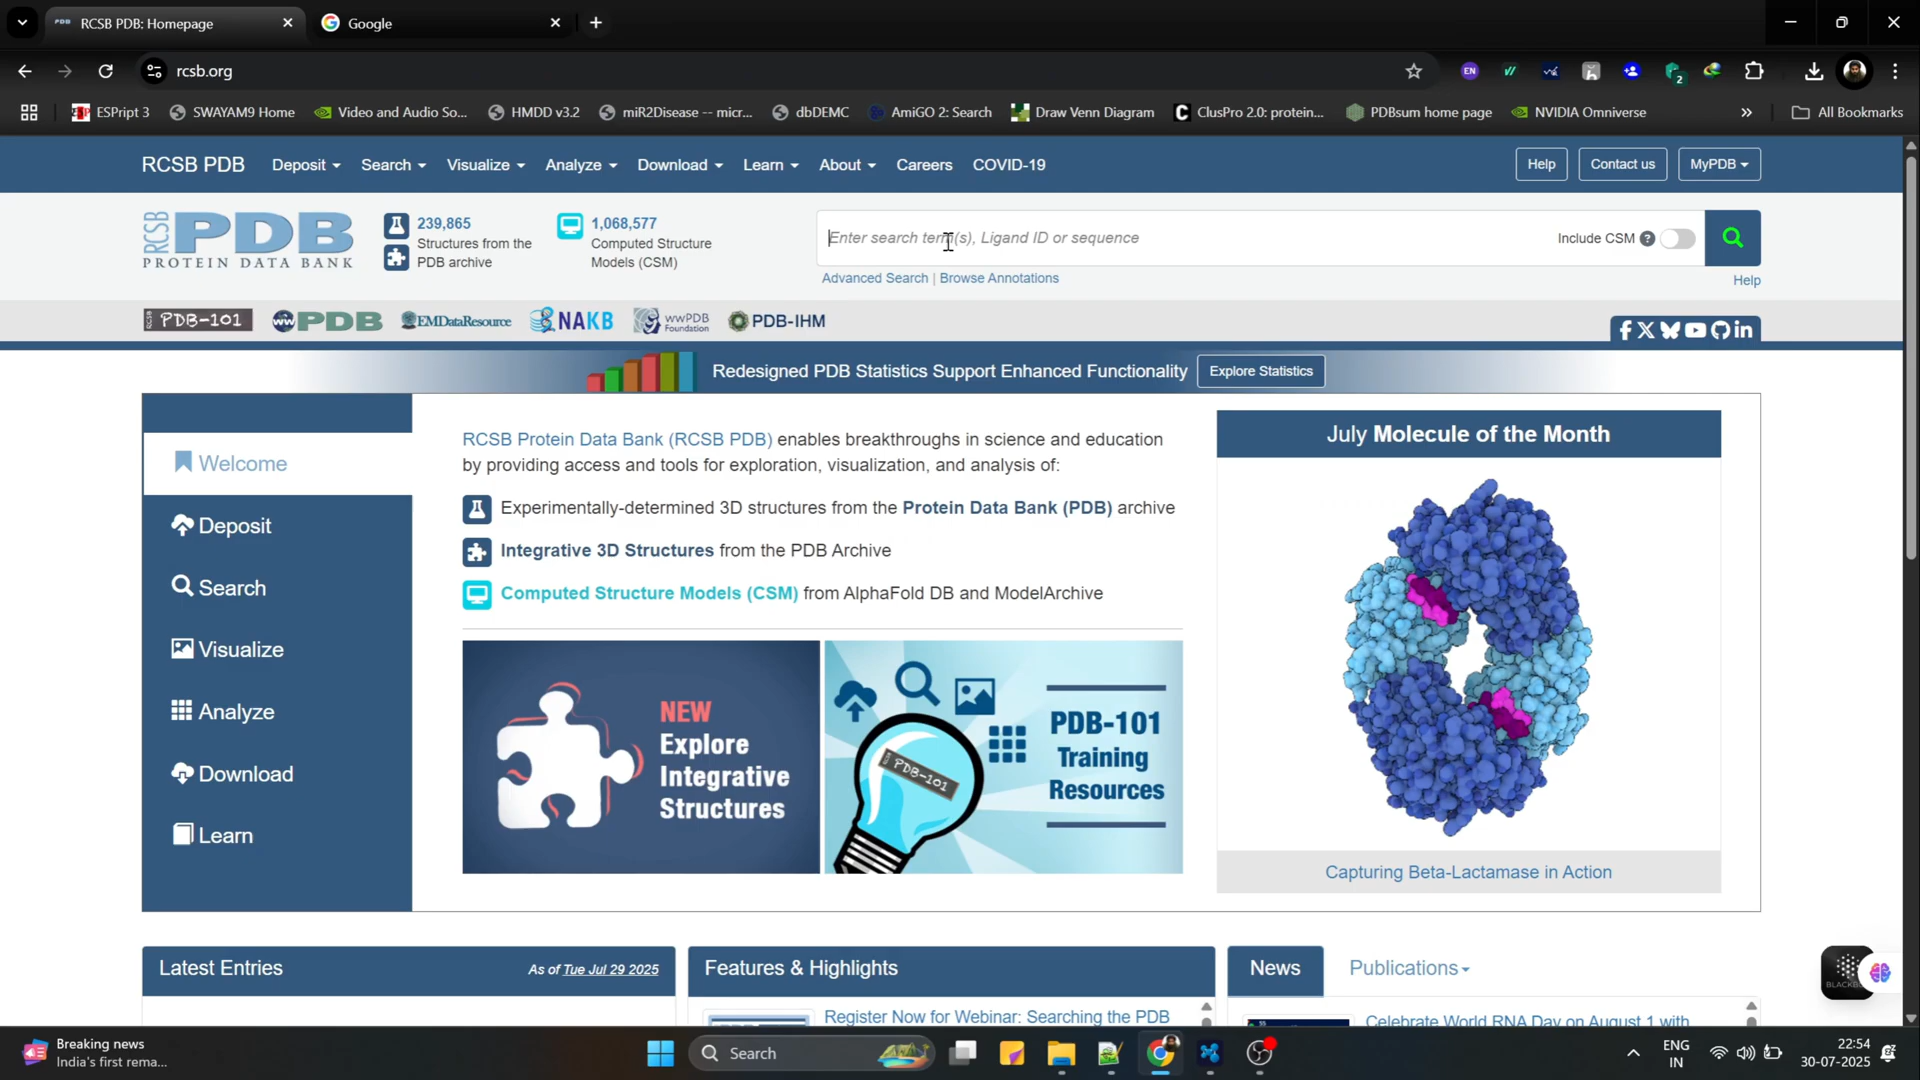 RCSB PDB: Homepage
Google
rcsb.org
EN
2
ESPript 3
SWAYAM9 Home
Video and Audio So...
HMDD v3.2
miR2Disease -- micr...
dbDEMC
AmiGO 2: Search
Draw Venn Diagram
ClusPro 2.0: protein...
PDBsum home page
NVIDIA Omniverse
»
All Bookmarks
RCSB PDB
Deposit
Search
Visualize
Analyze
Download
Learn
About
Careers
COVID-19
Help
Contact us
MyPDB
RCSB
PDB
PROTEIN DATA BANK
239,865
Structures from the
PDB archive
1,068,577
Computed Structure
Models (CSM)
Enter search term(s), Ligand ID or sequence
Include CSM
Advanced Search | Browse Annotations
Help
RCSB PDB-101
wwPDB
EMDataResource
NAKB
wwPDB
Foundation
PDB-IHM
Redesigned PDB Statistics Support Enhanced Functionality
Explore Statistics
Welcome
Deposit
Search
Visualize
Analyze
Download
Learn
RCSB Protein Data Bank (RCSB PDB) enables breakthroughs in science and education
by providing access and tools for exploration, visualization, and analysis of:
Experimentally-determined 3D structures from the Protein Data Bank (PDB) archive
Integrative 3D Structures from the PDB Archive
Computed Structure Models (CSM) from AlphaFold DB and ModelArchive
NEW
Explore
Integrative
Structures
PDB-101
PDB-101
Training
Resources
July Molecule of the Month
Capturing Beta-Lactamase in Action
Latest Entries
As of Tue Jul 29 2025
Features & Highlights
Register Now for Webinar: Searching the PDB
News
Publications
Celebrate World RNA Day on August 1 with
BLACKB
Breaking news
India's first rema...
Search
ENG
IN
22:54
30-07-2025